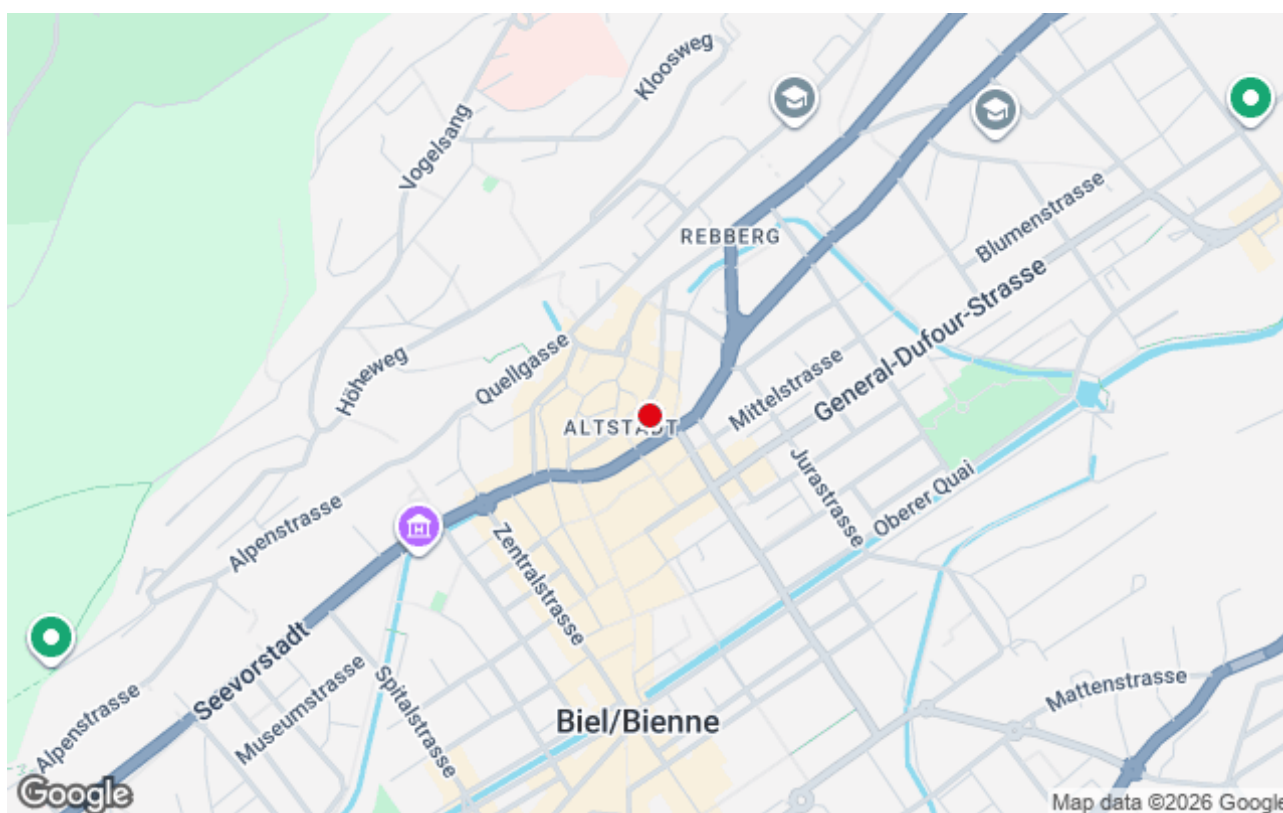 Kloosweg
Vogelsang
REBBERG
Blumenstrasse
General-Dufour-Strasse
Höheweg
Quellgasse
Mittelstrasse
ALTSTADT
Jurastrasse
Oberer Quai
Alpenstrasse
Zentralstrasse
Seevorstadt
Museumstrasse
Spitalstrasse
Alpenstrasse
Mattenstrasse
Biel/Bienne
Google
Map data ©2026 Google